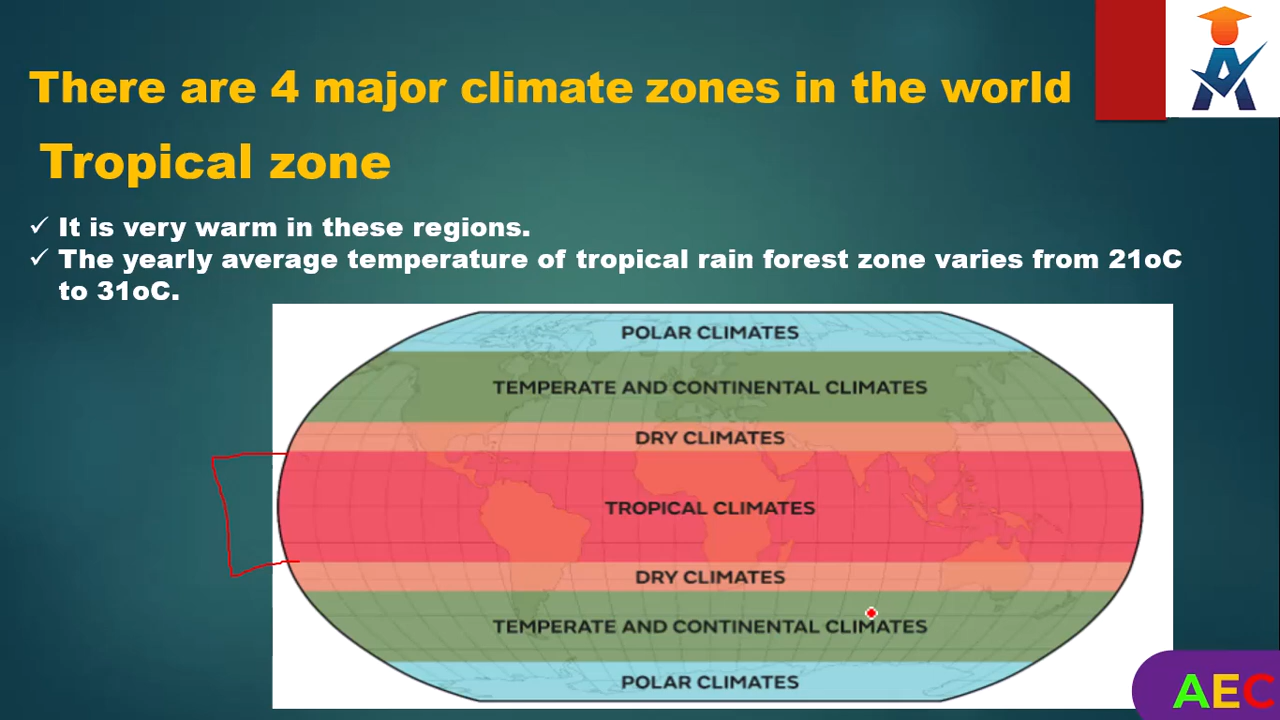 There are 4 major climate zones in the world
Tropical zone
✓ It is very warm in these regions.
✓ The yearly average temperature of tropical rain forest zone varies from 21oC
to 31oC.
POLAR CLIMATES
TEMPERATE AND CONTINENTAL CLIMATES
DRY CLIMATES
TROPICAL CLIMATES
DRY CLIMATES
TEMPERATE AND CONTINENTAL CLIMATES
POLAR CLIMATES
AEC